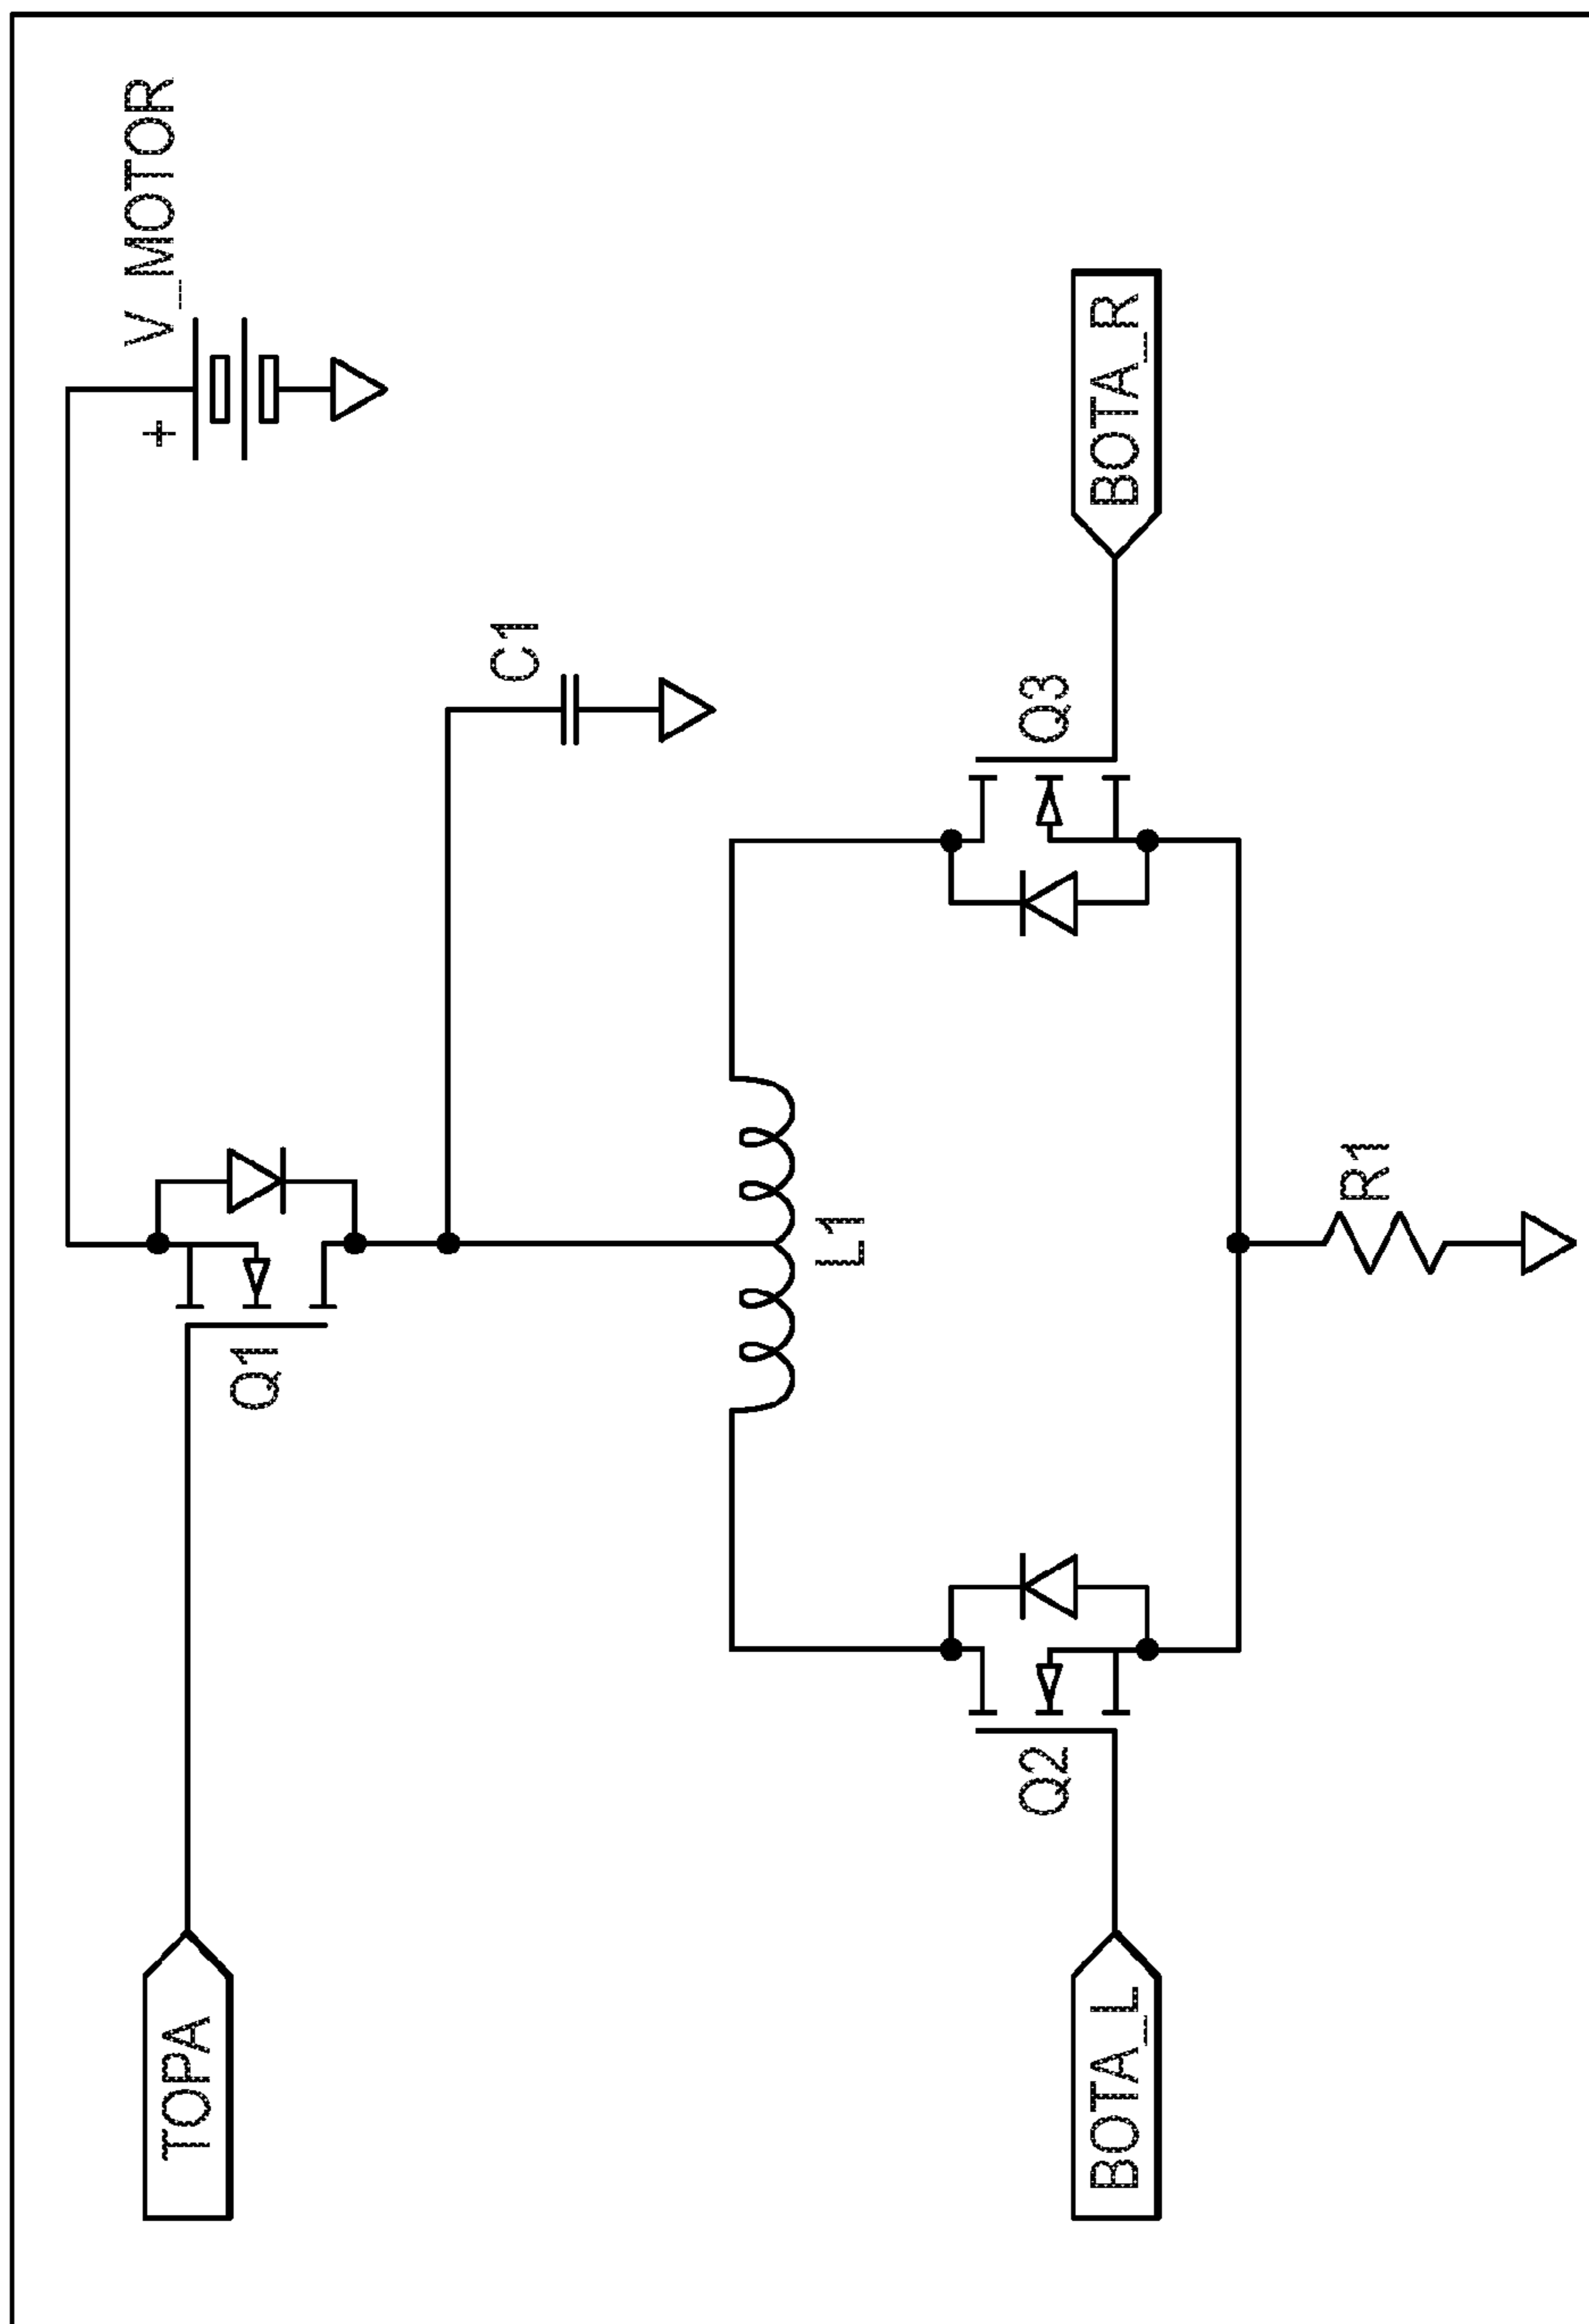 V_MOTOR
TOPA
Q1
C1
L1
Q2
Q3
BOTA_L
BOTA_R
R1
+